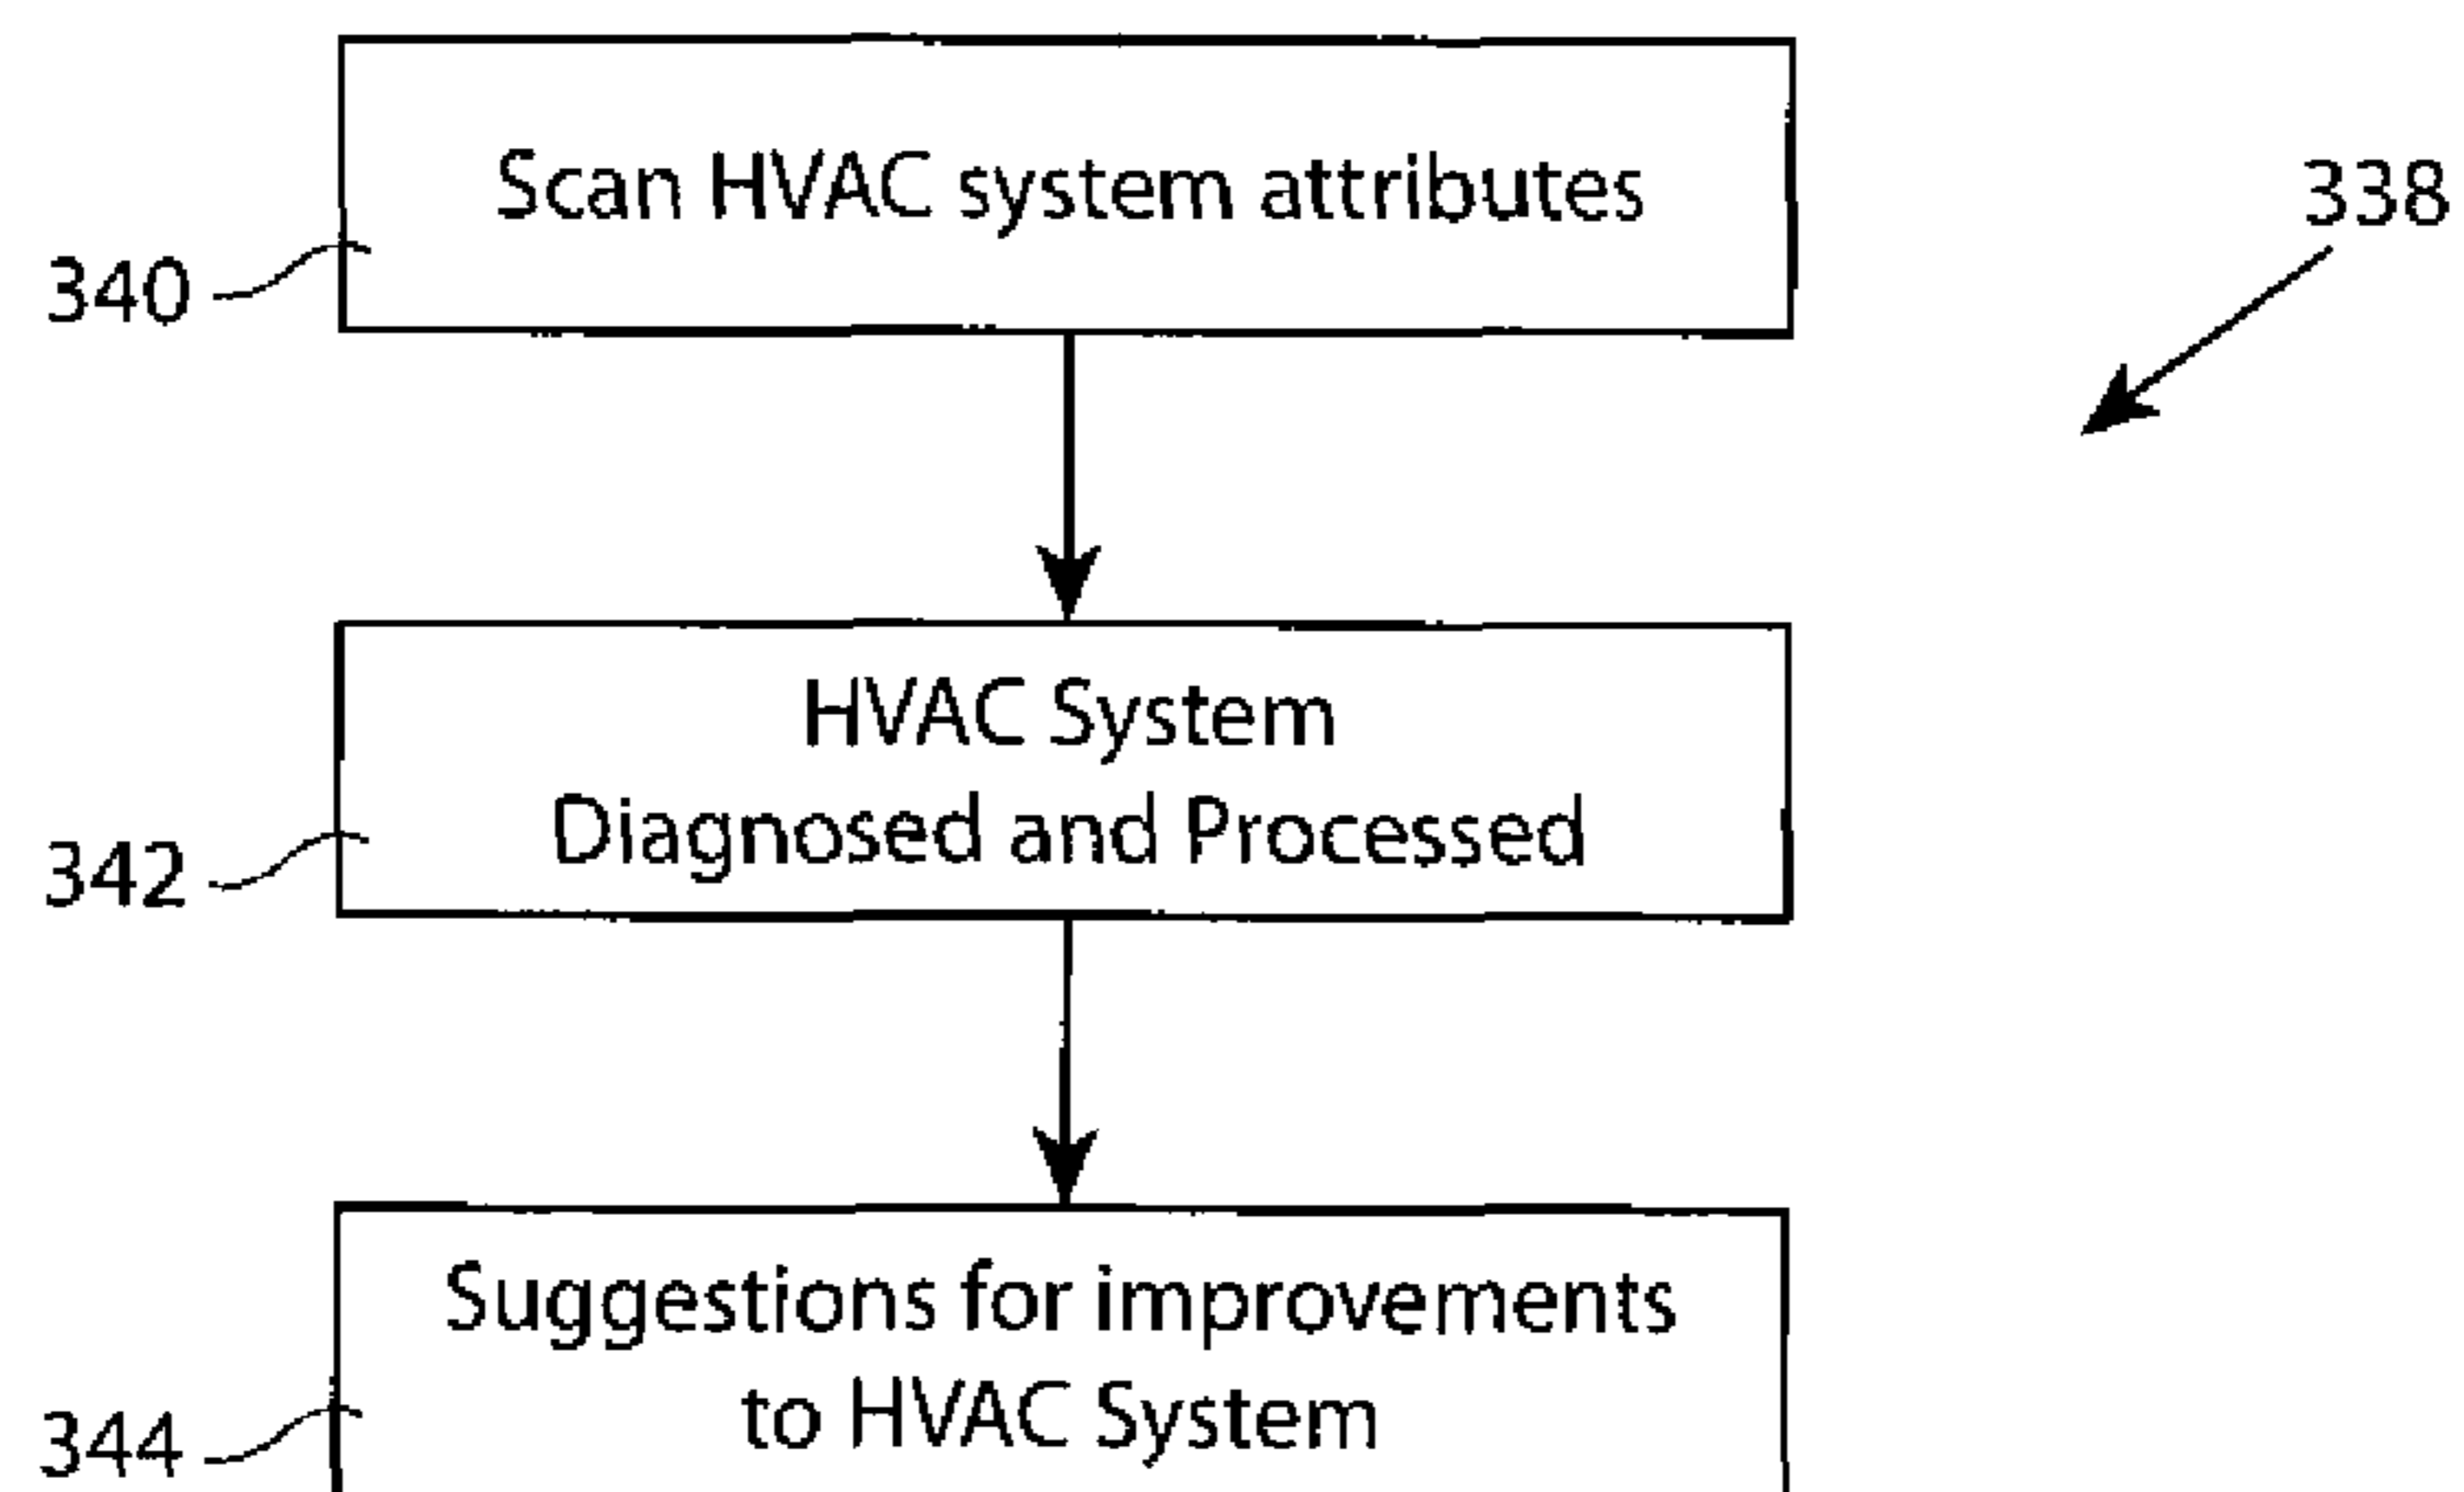 Scan HVAC system attributes
338
340
HVAC System
Diagnosed and Processed
342
Suggestions for improvements
to HVAC System
344